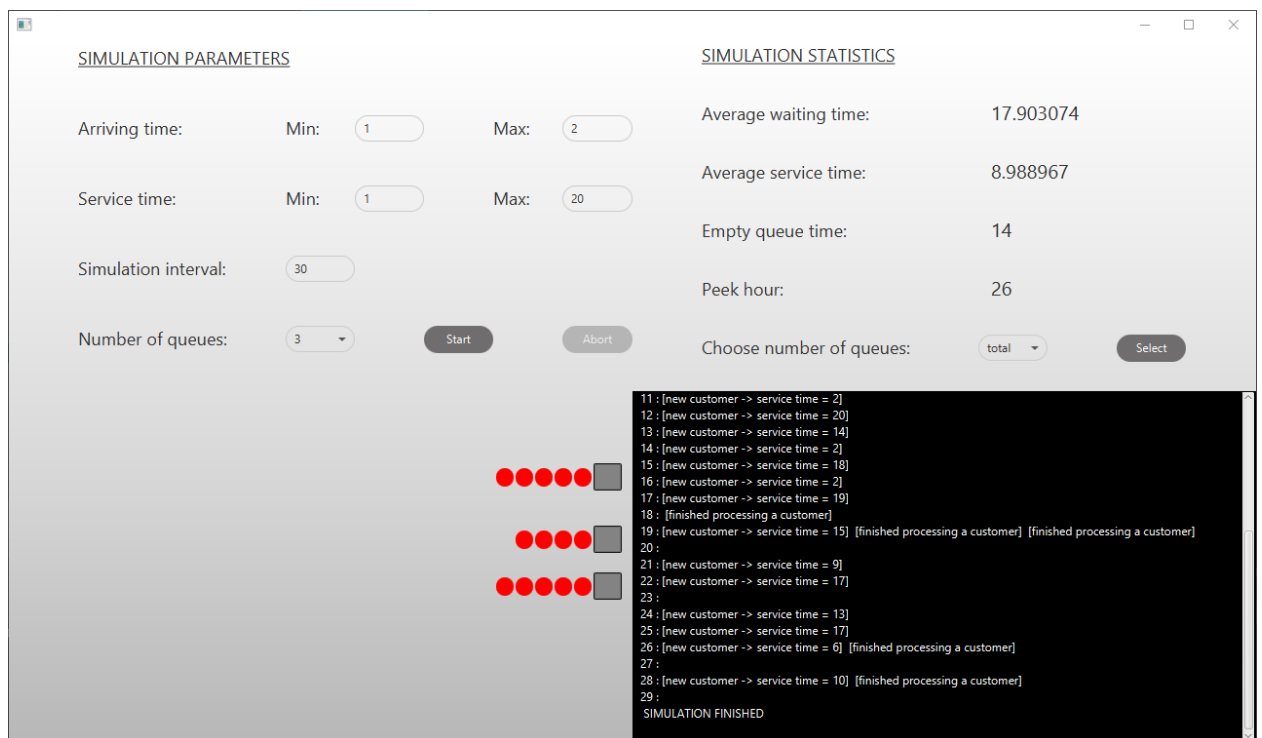 SIMULATION PARAMETERS
Arriving time: Min: 1 Max: 2
Service time: Min: 1 Max: 20
Simulation interval: 30
Number of queues: 3 Start Abort
SIMULATION STATISTICS
Average waiting time: 17.903074
Average service time: 8.988967
Empty queue time: 14
Peek hour: 26
Choose number of queues: total Select
11 : [new customer -> service time = 2]
12 : [new customer -> service time = 20]
13 : [new customer -> service time = 14]
14 : [new customer -> service time = 2]
15 : [new customer -> service time = 18]
16 : [new customer -> service time = 2]
17 : [new customer -> service time = 19]
18 : [finished processing a customer]
19 : [new customer -> service time = 15] [finished processing a customer] [finished processing a customer]
20 :
21 : [new customer -> service time = 9]
22 : [new customer -> service time = 17]
23 :
24 : [new customer -> service time = 13]
25 : [new customer -> service time = 17]
26 : [new customer -> service time = 6] [finished processing a customer]
27 :
28 : [new customer -> service time = 10] [finished processing a customer]
29 :
SIMULATION FINISHED